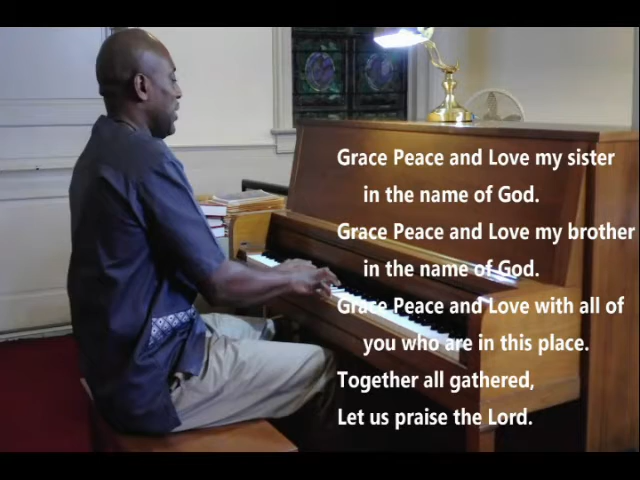 Grace Peace and Love my sister
in the name of God.
Grace Peace and Love my brother
in the name of God.
Grace Peace and Love with all of
you who are in this place.
Together all gathered,
Let us praise the Lord.